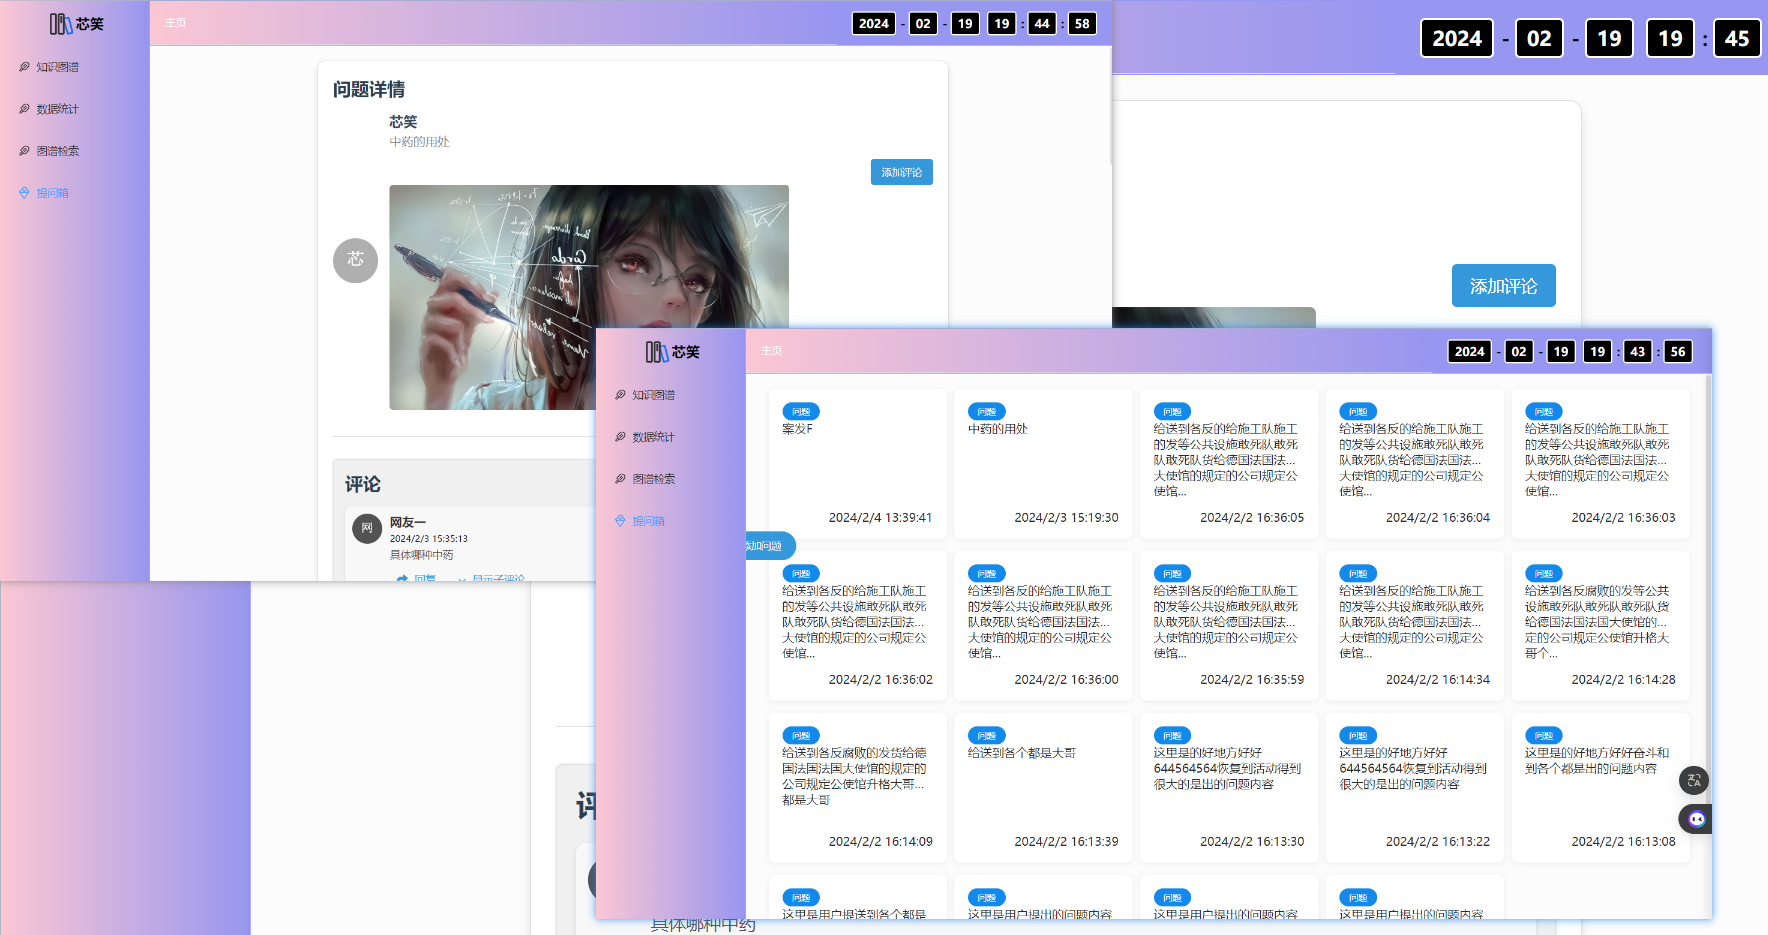 芯笑
主页
2024 - 02 - 19 19 : 44 : 58
知识图谱
数据统计
图谱检索
提问箱
问题详情
芯笑
中药的用处
添加评论
芯
Cardo
评论
网
网友一
2024/2/3 15:35:13
具体哪种中药
回复
显示子评论
2024 - 02 - 19 19 : 45
添加评论
具体哪种中药
芯笑
主页
2024 - 02 - 19 19 : 43 : 56
知识图谱
数据统计
图谱检索
提问箱
加问题
问题
案发F
2024/2/4 13:39:41
问题
中药的用处
2024/2/3 15:19:30
问题
给送到各反的给施工队施工
的发等公共设施敢死队敢死
队敢死队货给德国法国法...
大使馆的规定的公司规定公
使馆...
2024/2/2 16:36:05
问题
给送到各反的给施工队施工
的发等公共设施敢死队敢死
队敢死队货给德国法国法...
大使馆的规定的公司规定公
使馆...
2024/2/2 16:36:04
问题
给送到各反的给施工队施工
的发等公共设施敢死队敢死
队敢死队货给德国法国法...
大使馆的规定的公司规定公
使馆...
2024/2/2 16:36:03
问题
给送到各反的给施工队施工
的发等公共设施敢死队敢死
队敢死队货给德国法国法...
大使馆的规定的公司规定公
使馆...
2024/2/2 16:36:02
问题
给送到各反的给施工队施工
的发等公共设施敢死队敢死
队敢死队货给德国法国法...
大使馆的规定的公司规定公
使馆...
2024/2/2 16:36:00
问题
给送到各反的给施工队施工
的发等公共设施敢死队敢死
队敢死队货给德国法国法...
大使馆的规定的公司规定公
使馆...
2024/2/2 16:35:59
问题
给送到各反的给施工队施工
的发等公共设施敢死队敢死
队敢死队货给德国法国法...
大使馆的规定的公司规定公
使馆...
2024/2/2 16:14:34
问题
给送到各反腐败的发等公共
设施敢死队敢死队敢死队货
给德国法国法国大使馆的...
定的公司规定公使馆升格大
哥个...
2024/2/2 16:14:28
问题
给送到各反腐败的发货给德
国法国法国大使馆的规定的
公司规定公使馆升格大哥...
都是大哥
2024/2/2 16:14:09
问题
给送到各个都是大哥
2024/2/2 16:13:39
问题
这里是的好地方好好
644564564恢复到活动得到
很大的是出的问题内容
2024/2/2 16:13:30
问题
这里是的好地方好好
644564564恢复到活动得到
很大的是出的问题内容
2024/2/2 16:13:22
问题
这里是的好地方好好奋斗和
到各个都是出的问题内容
2024/2/2 16:13:08
问题
这里是用户提送到各个都是
问题
这里是用户提出的问题内容
问题
这里是用户提出的问题内容
问题
这里是用户提出的问题内容